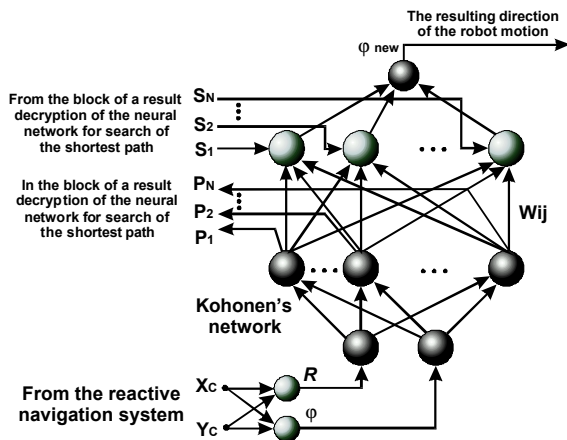 The resulting direction
of the robot motion
φ new
From the block of a result
decryption of the neural
network for search of
the shortest path
SN
S2
S1
In the block of a result
decryption of the neural
network for search of
the shortest path
PN
P2
P1
Wij
Kohonen's
network
From the reactive
navigation system
XC
YC
R
φ